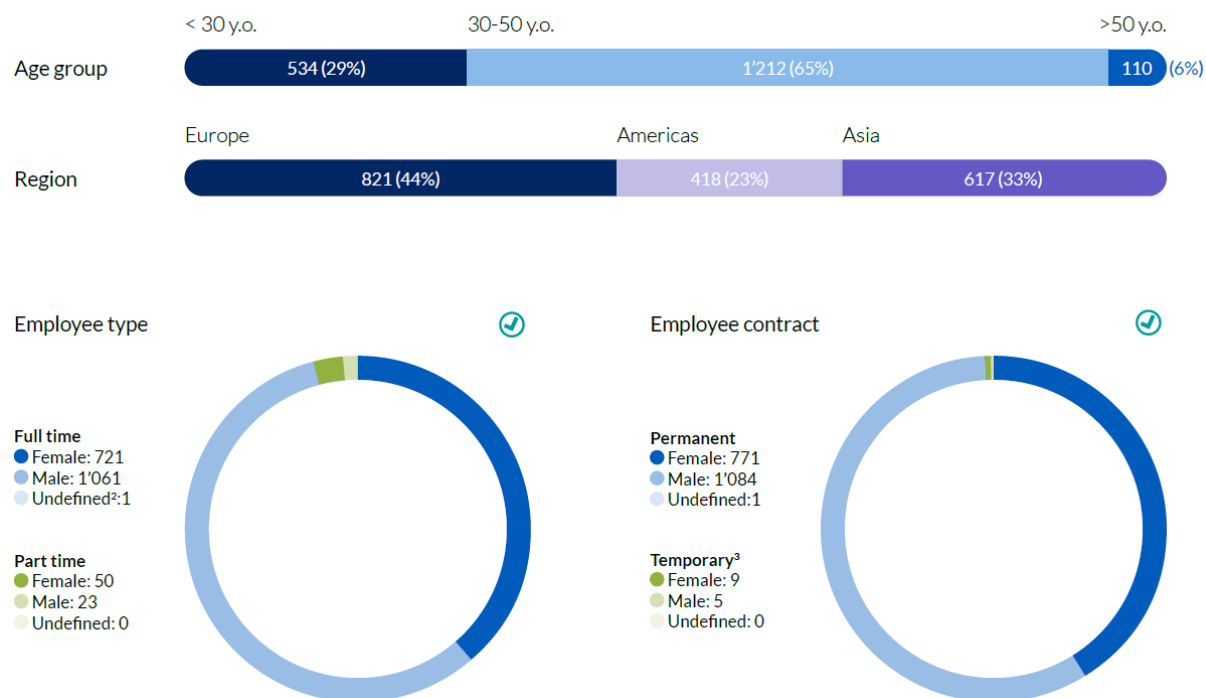 < 30 y.o. 30-50 y.o. >50 y.o.
Age group 534 (29%) 1'212 (65%) 110 (6%)
Europe Americas Asia
Region 821 (44%) 418 (23%) 617 (33%)
Employee type
Full time
Female: 721
Male: 1'061
Undefined²:1
Part time
Female: 50
Male: 23
Undefined: 0
Employee contract
Permanent
Female: 771
Male: 1'084
Undefined:1
Temporary³
Female: 9
Male: 5
Undefined: 0